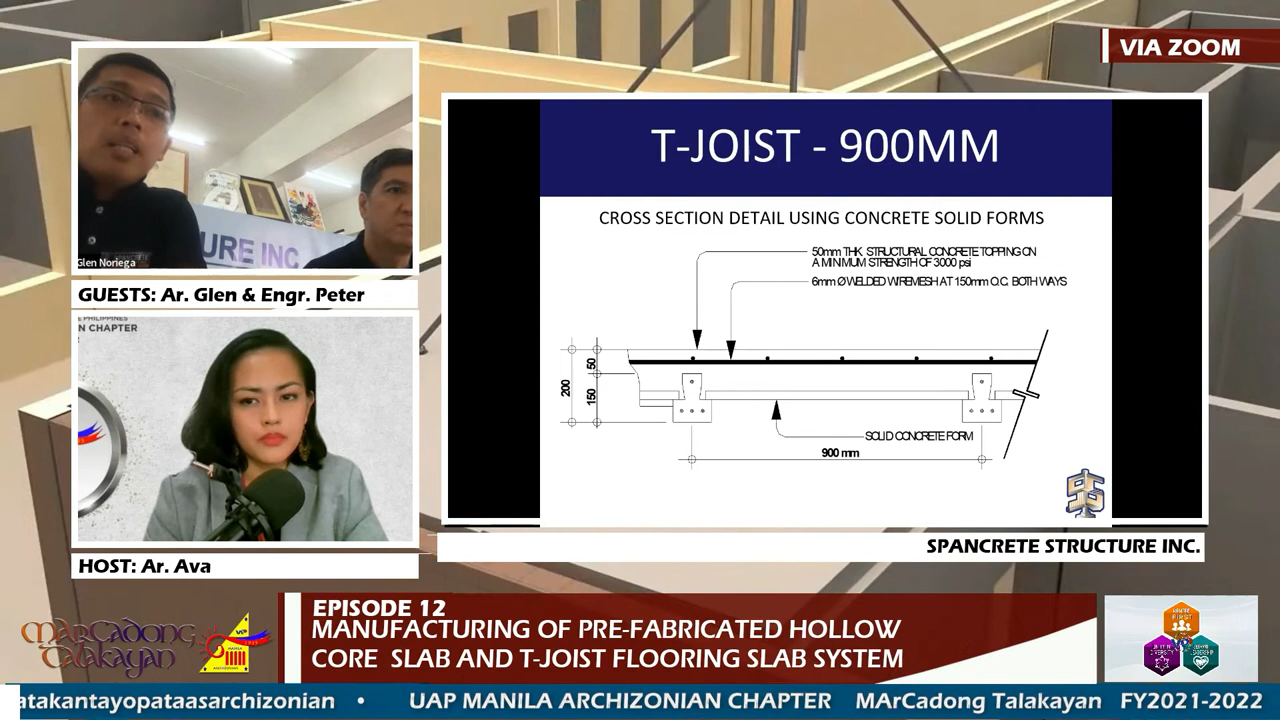 VIA ZOOM
URE INC
Glen Noriega
GUESTS: Ar. Glen & Engr. Peter
E PHILIPPINES
N CHAPTER
HOST: Ar. Ava
T-JOIST - 900MM
CROSS SECTION DETAIL USING CONCRETE SOLID FORMS
50mm THK STRUCTURAL CONCRETE TOPPING ON
A MINIMUM STRENGTH OF 3000 psi
6mm Ø WELDED WIREMESH AT 150mm O.C. BOTH WAYS
50
200
150
SOLID CONCRETE FORM
900 mm
SPANCRETE STRUCTURE INC.
EPISODE 12
MANUFACTURING OF PRE-FABRICATED HOLLOW
CORE SLAB AND T-JOIST FLOORING SLAB SYSTEM
MArCadong
Talakayan
UAP
MANILA
atakantayopataasarchizonian • UAP MANILA ARCHIZONIAN CHAPTER MArCadong Talakayan FY2021-2022